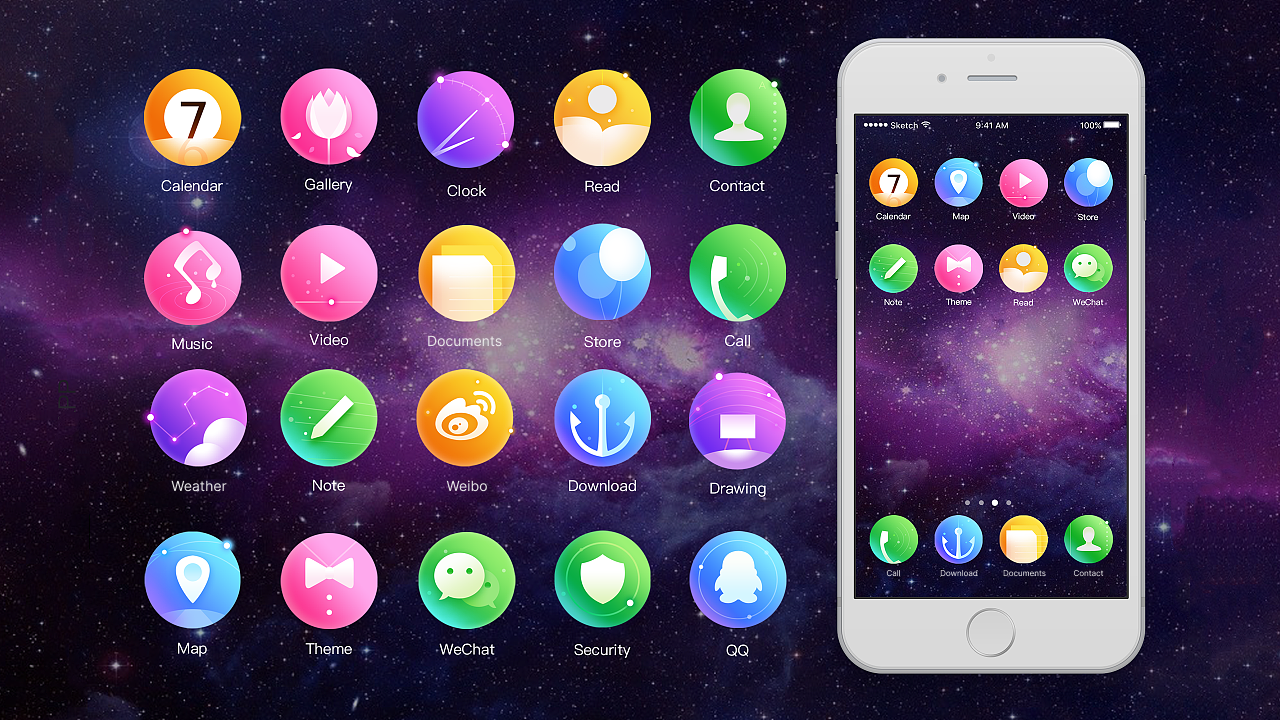 7
Calendar
Gallery
Clock
Read
Contact
Music
Video
Documents
Store
Call
Weather
Note
Weibo
Download
Drawing
Map
Theme
WeChat
Security
QQ
Sketch 9:41 AM 100%
7
Calendar Map Video Store
Note Theme Read WeChat
Call Download Documents Contact